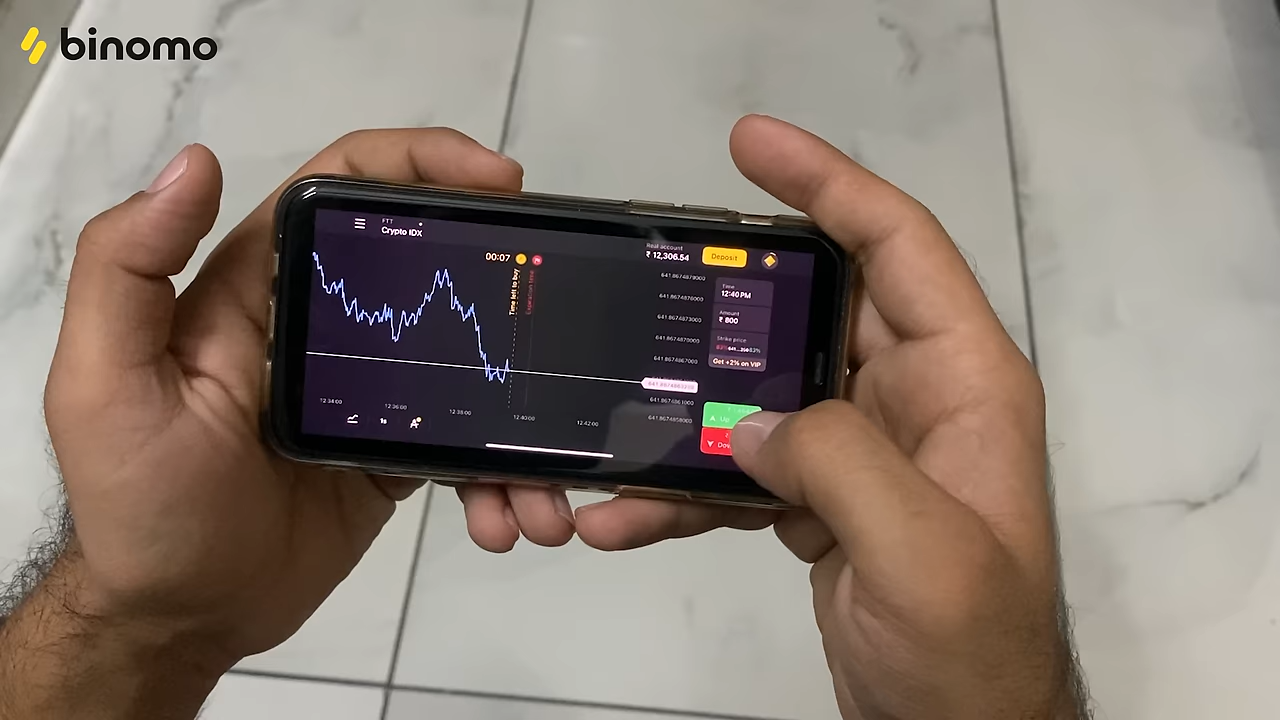 binomo
FTT
Crypto IDX
00:07
Time left to buy
Expiration time
Real account
₹ 12,306.54
Deposit
641.8674879000
641.8674876000
641.8674873000
641.8674870000
641.8674867000
641.8674861000
641.8674858000
Time
12:40 PM
Amount
₹ 800
Strike price
Get +2% on VIP
Up
12:34:00
12:36:00
12:38:00
12:40:00
12:42:00
1s